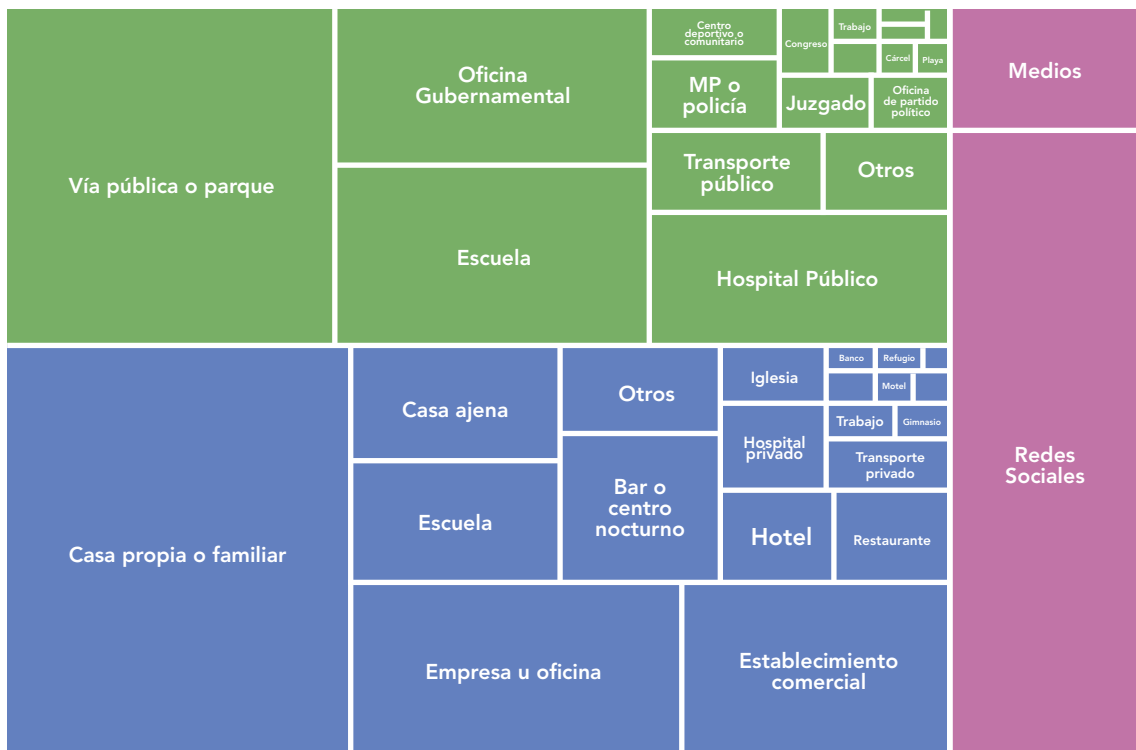 Vía pública o parque
Oficina
Gubernamental
Escuela
Centro
deportivo o
comunitario
MP o
policía
Congreso
Trabajo
Cárcel
Playa
Juzgado
Oficina
de partido
político
Transporte
público
Otros
Hospital Público
Medios
Redes
Sociales
Casa propia o familiar
Casa ajena
Escuela
Otros
Bar o
centro
nocturno
Iglesia
Hospital
privado
Banco
Refugio
Motel
Trabajo
Gimnasio
Transporte
privado
Hotel
Restaurante
Empresa u oficina
Establecimiento
comercial